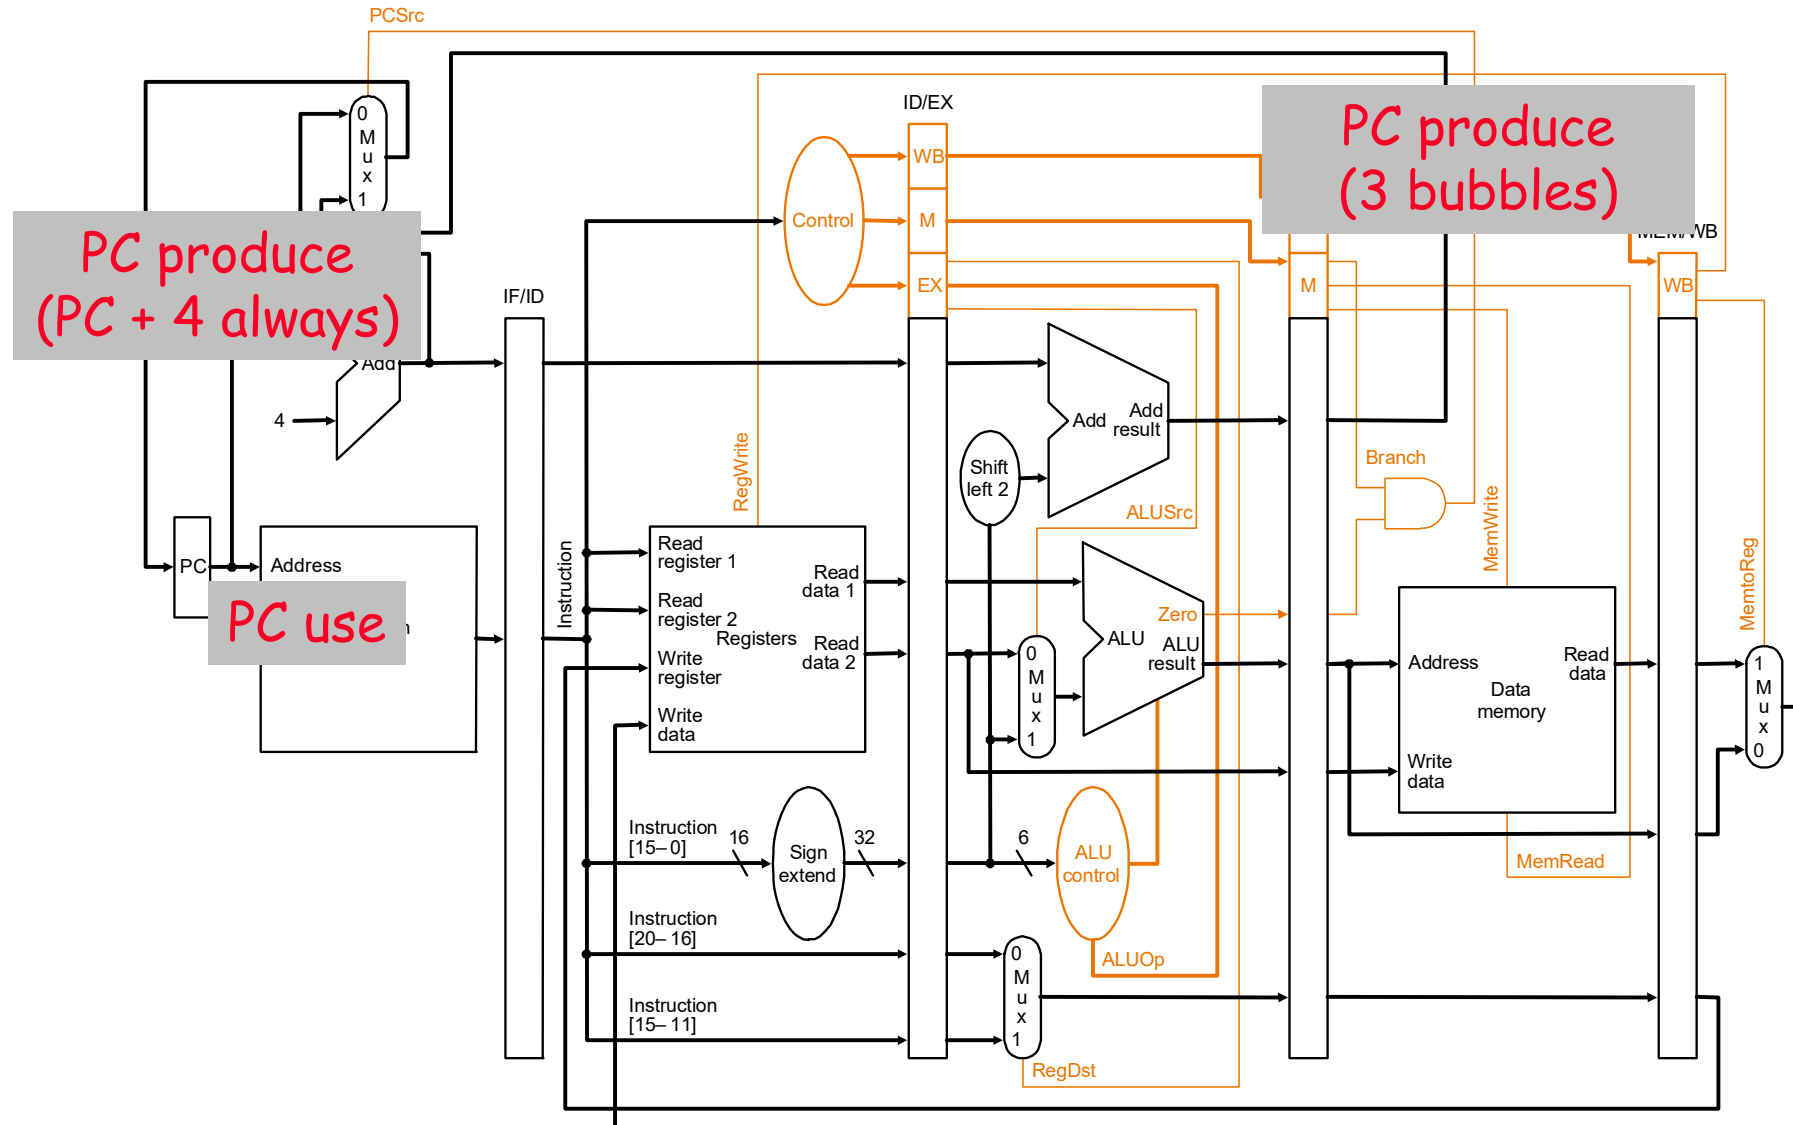 PCSrc
0
M
u
x
1
ID/EX
WB
M
EX
Control
PC produce
(3 bubbles)
PC produce
(PC + 4 always)
IF/ID
MEM/WB
M
WB
Add
4
Add
Add
result
Shift
left 2
RegWrite
ALUSrc
Branch
MemWrite
MemtoReg
PC
Address
PC use
n
Instruction
Read
register 1
Read
register 2
Registers
Write
register
Write
data
Read
data 1
Read
data 2
0
M
u
x
1
ALU
Zero
ALU
result
Address
Read
data
Data
memory
Write
data
1
M
u
x
0
Instruction
[15–0]
16
Sign
extend
32
6
ALU
control
MemRead
Instruction
[20–16]
0
M
u
x
1
ALUOp
Instruction
[15–11]
RegDst